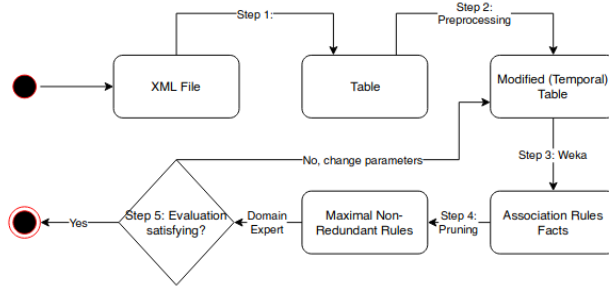 Step 1:
Step 2:
Preprocessing
XML File
Table
Modified (Temporal)
Table
No, change parameters
Step 3: Weka
Yes
Step 5: Evaluation
satisfying?
Domain
Expert
Maximal Non-
Redundant Rules
Step 4:
Pruning
Association Rules
Facts